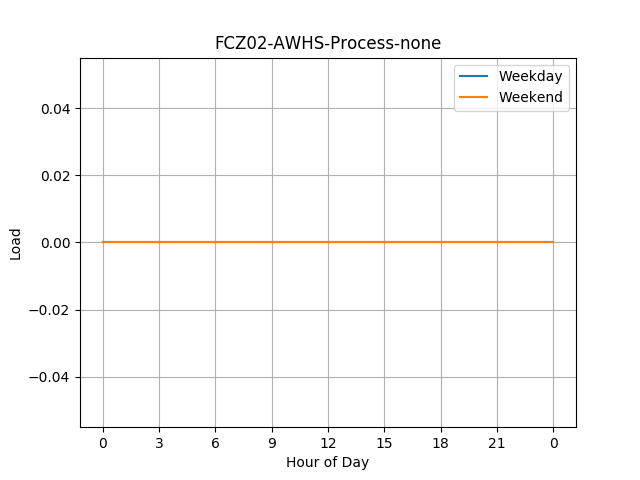 FCZ02-AWHS-Process-none
Weekday
Weekend
0.04
0.02
0.00
−0.02
−0.04
Load
0 3 6 9 12 15 18 21 0
Hour of Day